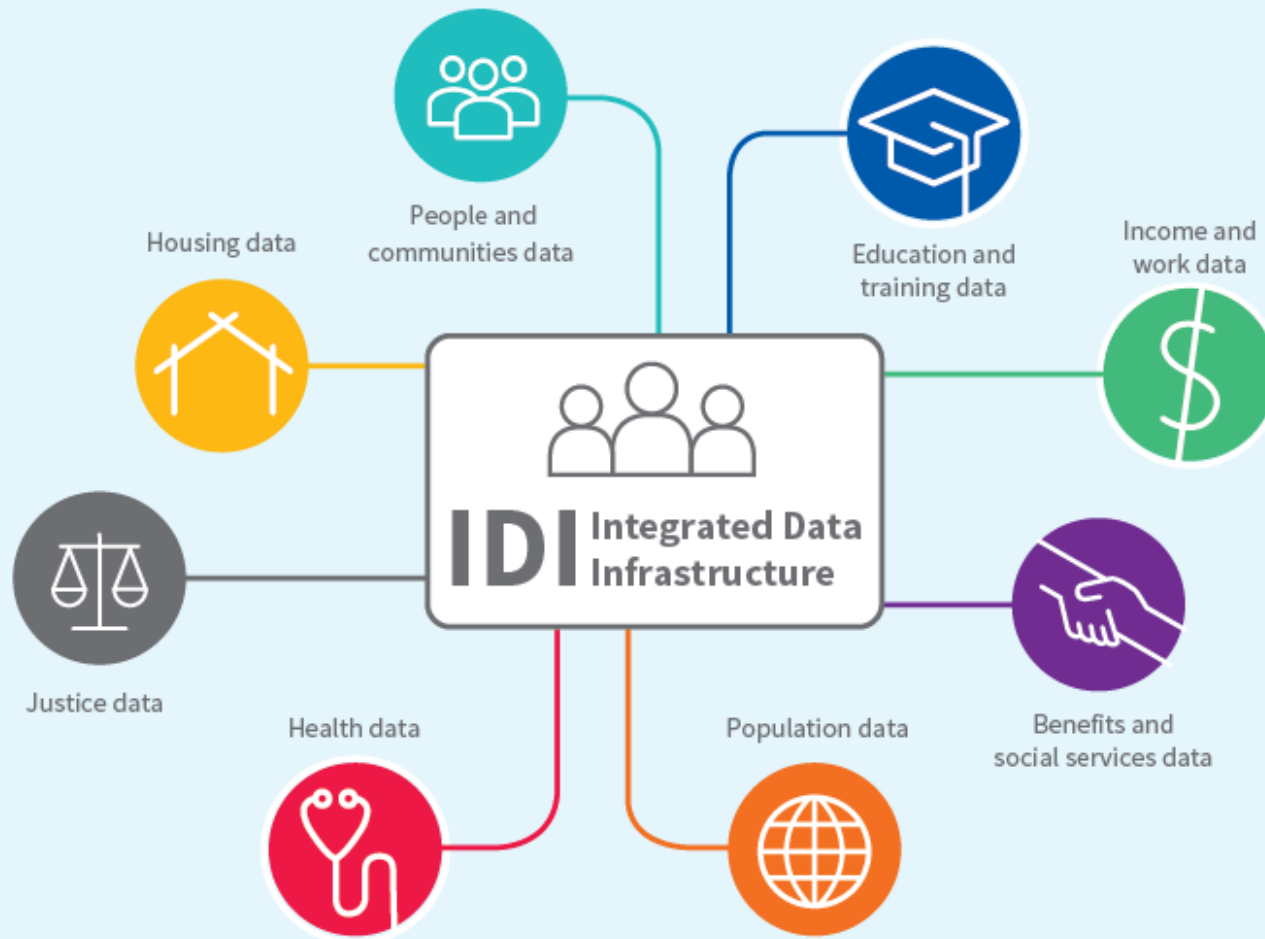 People and
communities data
Education and
training data
Income and
work data
Housing data
IDI Integrated Data
Infrastructure
Justice data
Health data
Population data
Benefits and
social services data